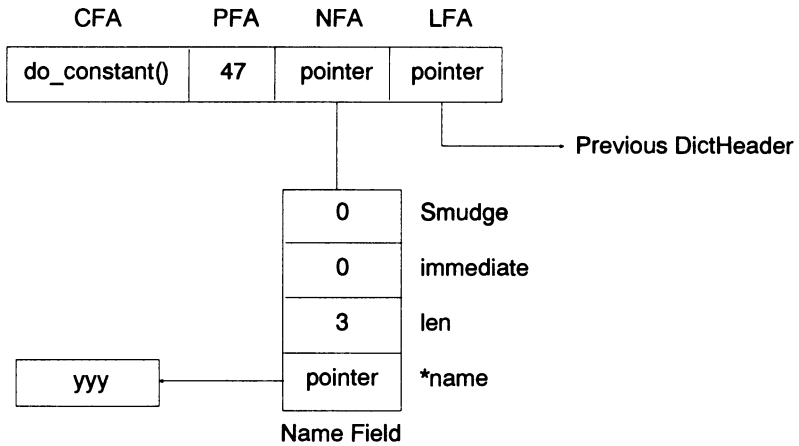 CFA PFA NFA LFA
do_constant() 47 pointer pointer
Previous DictHeader
0 Smudge
0 immediate
3 len
yyy pointer *name
Name Field